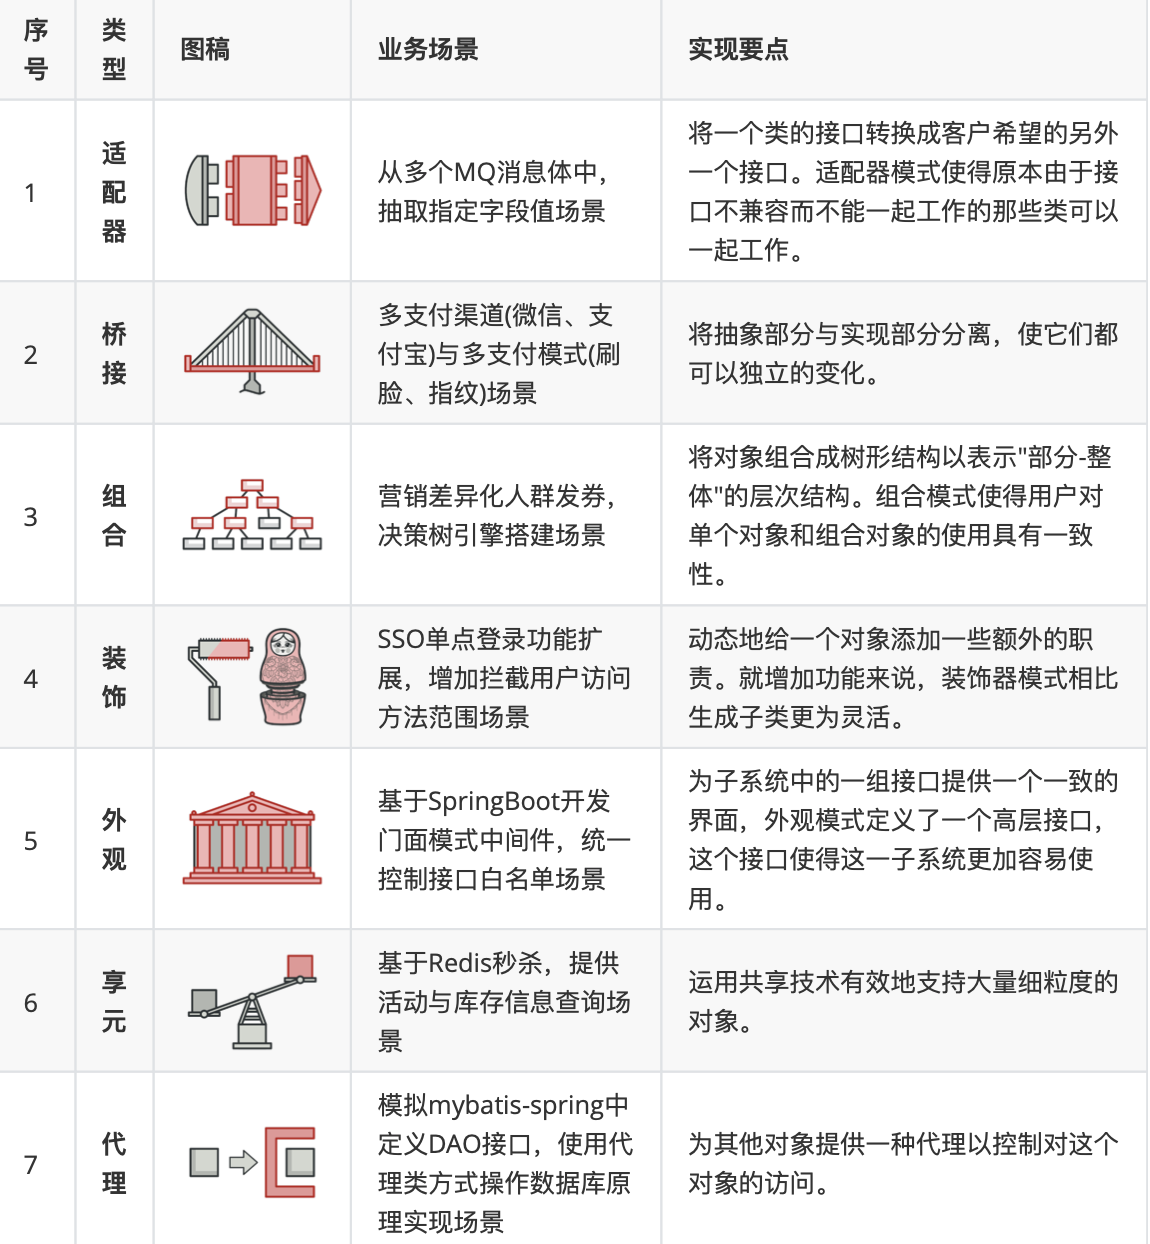 序号
类型
图稿
业务场景
实现要点
1
适配器
从多个MQ消息体中，
抽取指定字段值场景
将一个类的接口转换成客户希望的另外
一个接口。适配器模式使得原本由于接
口不兼容而不能一起工作的那些类可以
一起工作。
2
桥接
多支付渠道(微信、支
付宝)与多支付模式(刷
脸、指纹)场景
将抽象部分与实现部分分离，使它们都
可以独立的变化。
3
组合
营销差异化人群发券，
决策树引擎搭建场景
将对象组合成树形结构以表示"部分-整
体"的层次结构。组合模式使得用户对
单个对象和组合对象的使用具有一致
性。
4
装饰
SSO单点登录功能扩
展，增加拦截用户访问
方法范围场景
动态地给一个对象添加一些额外的职
责。就增加功能来说，装饰器模式相比
生成子类更为灵活。
5
外观
基于SpringBoot开发
门面模式中间件，统一
控制接口白名单场景
为子系统中的一组接口提供一个一致的
界面，外观模式定义了一个高层接口，
这个接口使得这一子系统更加容易使
用。
6
享元
基于Redis秒杀，提供
活动与库存信息查询场
景
运用共享技术有效地支持大量细粒度的
对象。
7
代理
模拟mybatis-spring中
定义DAO接口，使用代
理类方式操作数据库原
理实现场景
为其他对象提供一种代理以控制对这个
对象的访问。